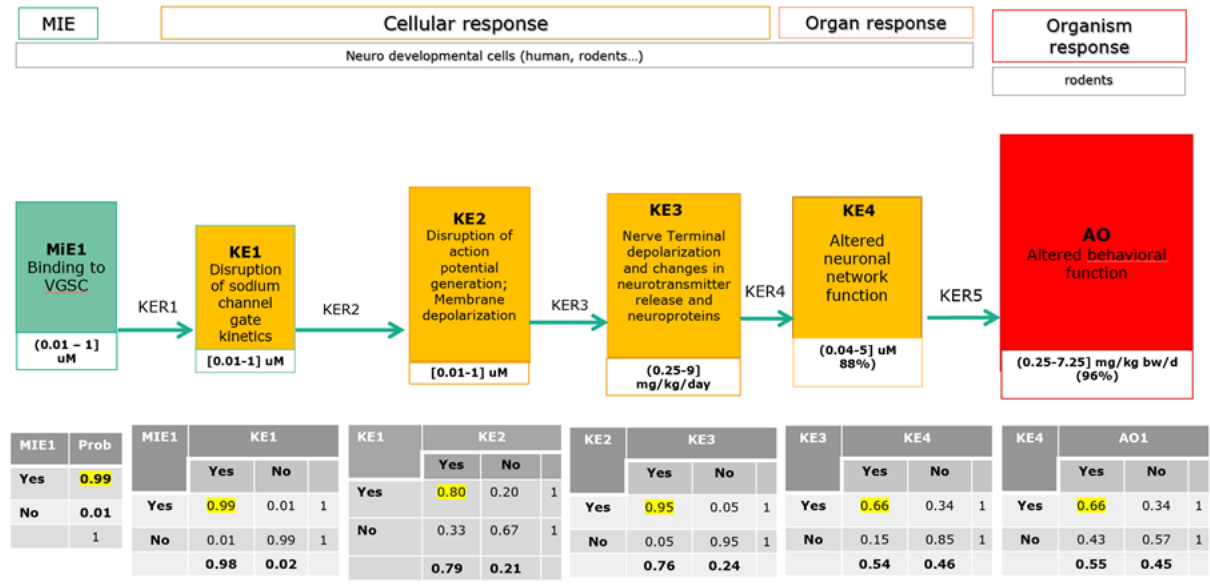 MIE
Cellular response
Organ response
Organism
response
Neuro developmental cells (human, rodents...)
rodents
MiE1
Binding to
VGSC
(0.01 – 1]
uM
KER1
KE1
Disruption
of sodium
channel
gate
kinetics
[0.01-1] uM
KER2
KE2
Disruption of
action
potential
generation;
Membrane
depolarization
[0.01-1] uM
KER3
KE3
Nerve Terminal
depolarization
and changes in
neurotransmitter
release and
neuroproteins
(0.25-9]
mg/kg/day
KER4
KE4
Altered
neuronal
network
function
(0.04-5] uM
88%)
KER5
AO
Altered behavioral
function
(0.25-7.25] mg/kg bw/d
(96%)
MIE1 Prob
Yes 0.99
No 0.01
1
MIE1 KE1
Yes No
Yes 0.99 0.01 1
No 0.01 0.99 1
0.98 0.02
KE1 KE2
Yes No
Yes 0.80 0.20 1
No 0.33 0.67 1
0.79 0.21
KE2 KE3
Yes No
Yes 0.95 0.05 1
No 0.05 0.95 1
0.76 0.24
KE3 KE4
Yes No
Yes 0.66 0.34 1
No 0.15 0.85 1
0.54 0.46
KE4 AO1
Yes No
Yes 0.66 0.34 1
No 0.43 0.57 1
0.55 0.45